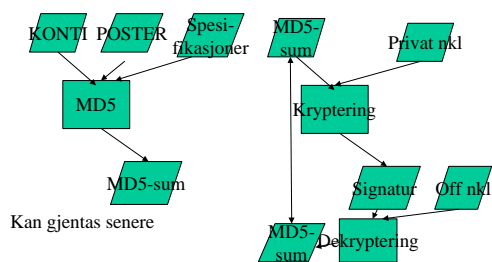 KONTI
POSTER
Spesi-
fikasjoner
MD5
MD5-sum
Kan gjentas senere
MD5-
sum
Privat nkl
Kryptering
Signatur
Off nkl
MD5-
sum
Dekryptering